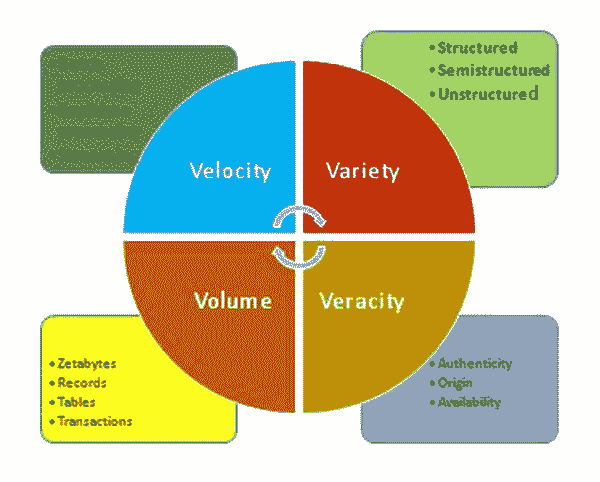 • Structured
• Semistructured
• Unstructured
Velocity
Variety
Volume
Veracity
• Zetabytes
• Records
• Tables
• Transactions
• Authenticity
• Origin
• Availability